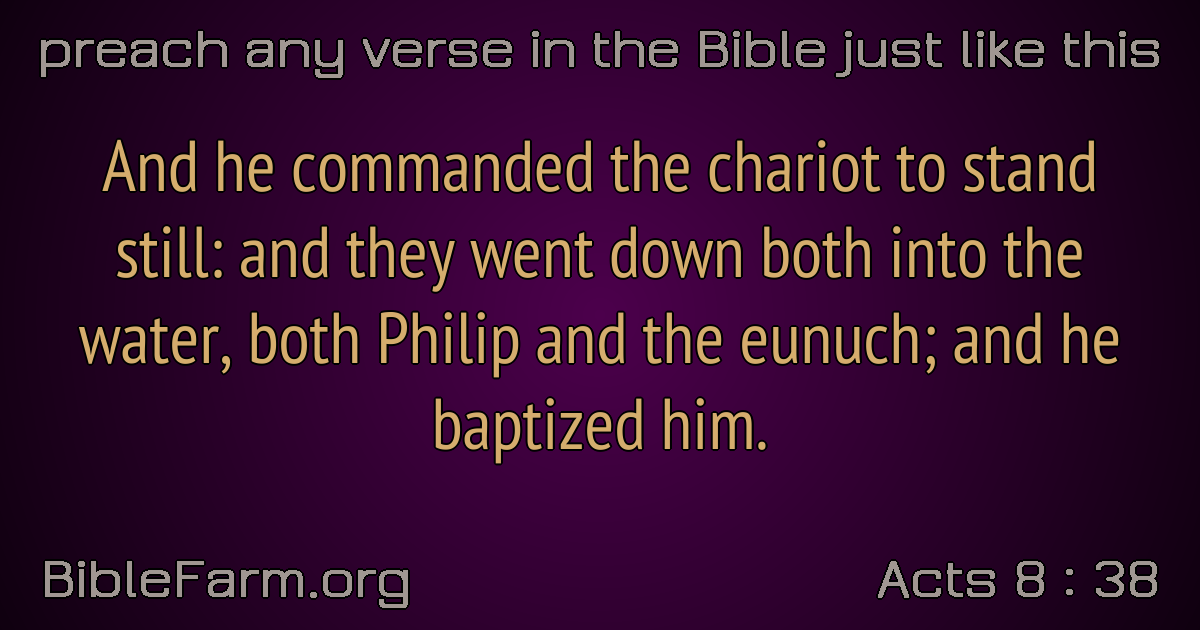 preach any verse in the Bible just like this
And he commanded the chariot to stand
still: and they went down both into the
water, both Philip and the eunuch; and he
baptized him.
BibleFarm.org
Acts 8 : 38